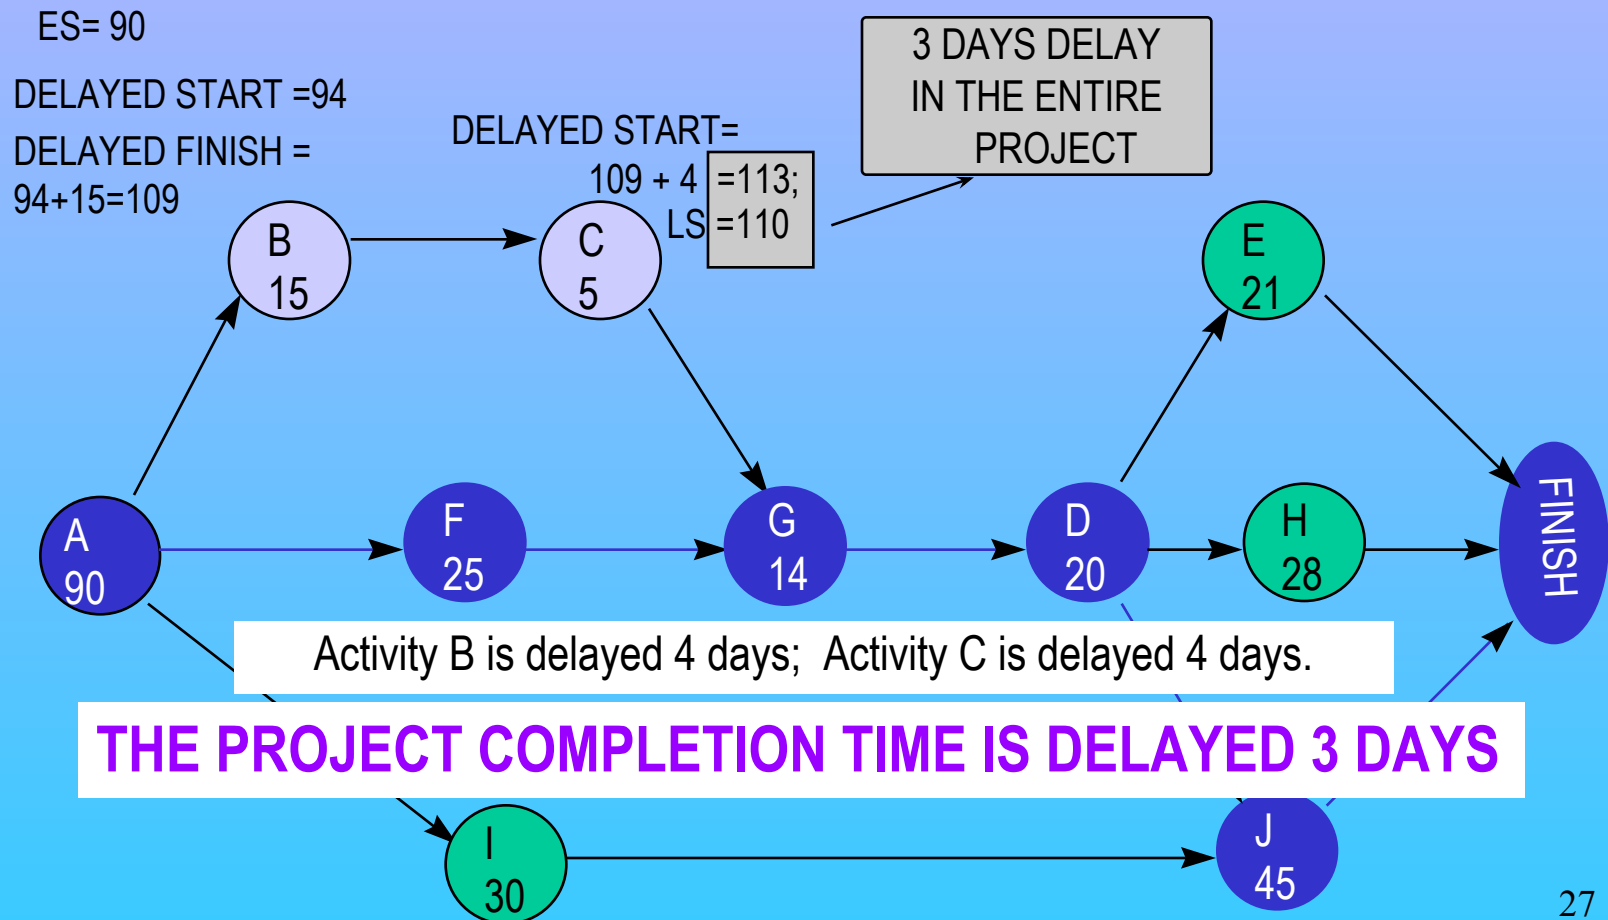 ES= 90
DELAYED START =94
DELAYED FINISH =
94+15=109
DELAYED START=
109 + 4 =113;
LS =110
3 DAYS DELAY
IN THE ENTIRE
PROJECT
B
15
C
5
E
21
A
90
F
25
G
14
D
20
H
28
FINISH
Activity B is delayed 4 days; Activity C is delayed 4 days.
THE PROJECT COMPLETION TIME IS DELAYED 3 DAYS
I
30
J
45
27